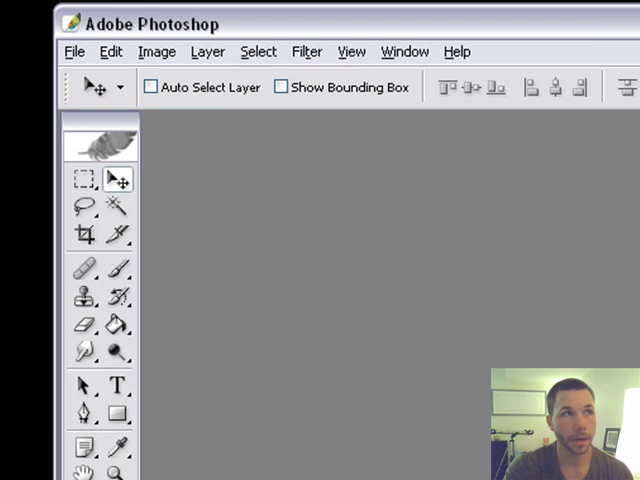 Adobe Photoshop
File Edit Image Layer Select Filter View Window Help
Auto Select Layer Show Bounding Box
T